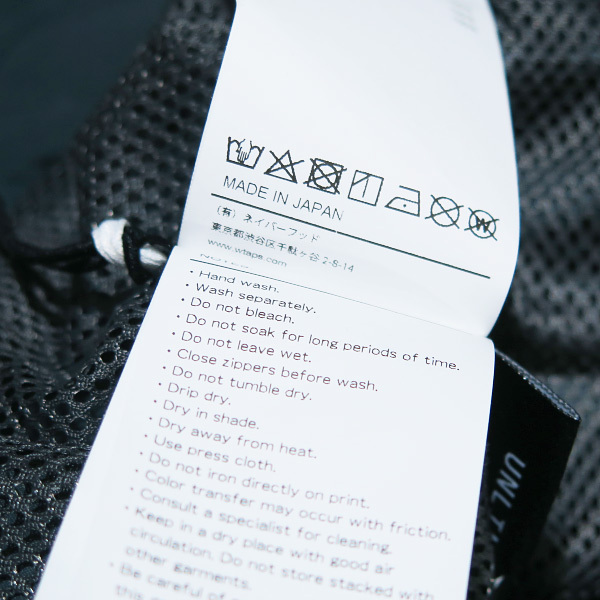 MADE IN JAPAN
(有) ネイバーフッド
東京都渋谷区千駄ヶ谷 2-8-14
www.wtaps.com
NOTES
・Hand wash.
・Wash separately.
・Do not bleach.
・Do not soak for long periods of time.
・Do not leave wet.
・Close zippers before wash.
・Do not tumble dry.
・Drip dry.
・Dry in shade.
・Dry away from heat.
・Use press cloth.
・Do not iron directly on print.
・Color transfer may occur with friction.
・Consult a specialist for cleaning.
・Keep in a dry place with good air
circulation. Do not store stacked with
other garments.
・Be careful of
this
UNL